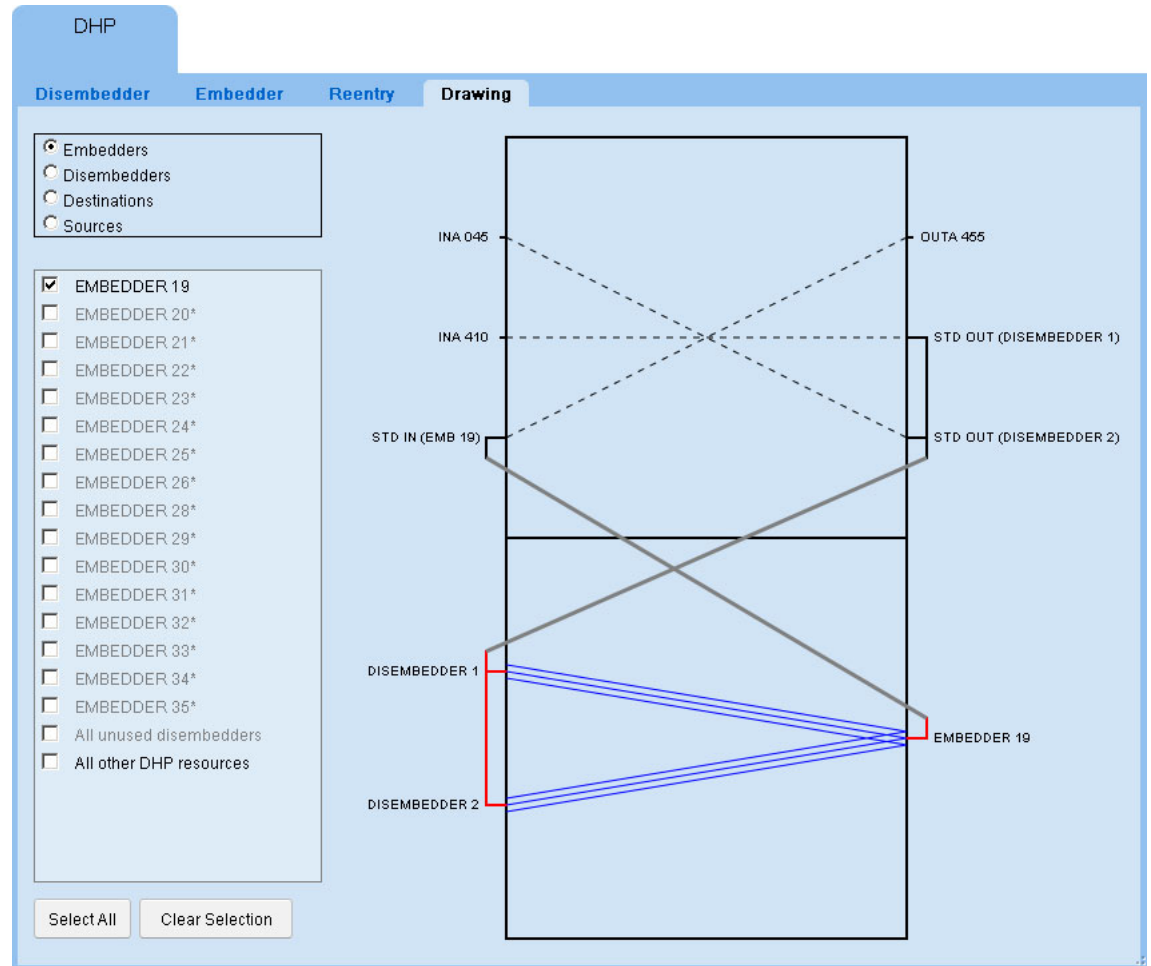 DHP
Disembedder Embedder Reentry Drawing
Embedders
Disembedders
Destinations
Sources
EMBEDDER 19
EMBEDDER 20*
EMBEDDER 21*
EMBEDDER 22*
EMBEDDER 23*
EMBEDDER 24*
EMBEDDER 25*
EMBEDDER 26*
EMBEDDER 28*
EMBEDDER 29*
EMBEDDER 30*
EMBEDDER 31*
EMBEDDER 32*
EMBEDDER 33*
EMBEDDER 34*
EMBEDDER 35*
All unused disembedders
All other DHP resources
Select All Clear Selection
INA 045 OUTA 455
INA 410 STD OUT (DISEMBEDDER 1)
STD IN (EMB 19) STD OUT (DISEMBEDDER 2)
DISEMBEDDER 1
EMBEDDER 19
DISEMBEDDER 2